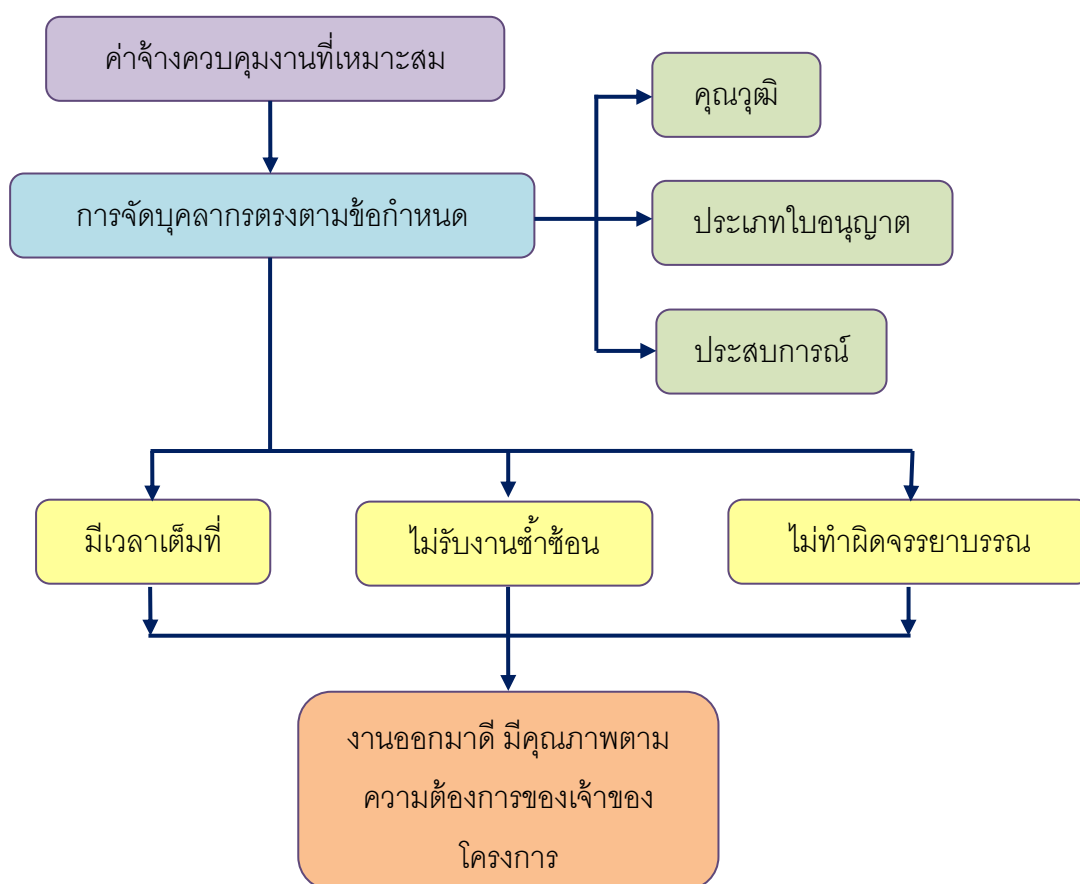 ค่าจ้างควบคุมงานที่เหมาะสม
คุณวุฒิ
การจัดบุคลากรตรงตามข้อกำหนด
ประเภทใบอนุญาต
ประสบการณ์
มีเวลาเต็มที่
ไม่รับงานซ้ำซ้อน
ไม่ทำผิดจรรยาบรรณ
งานออกมาดี มีคุณภาพตาม
ความต้องการของเจ้าของ
โครงการ